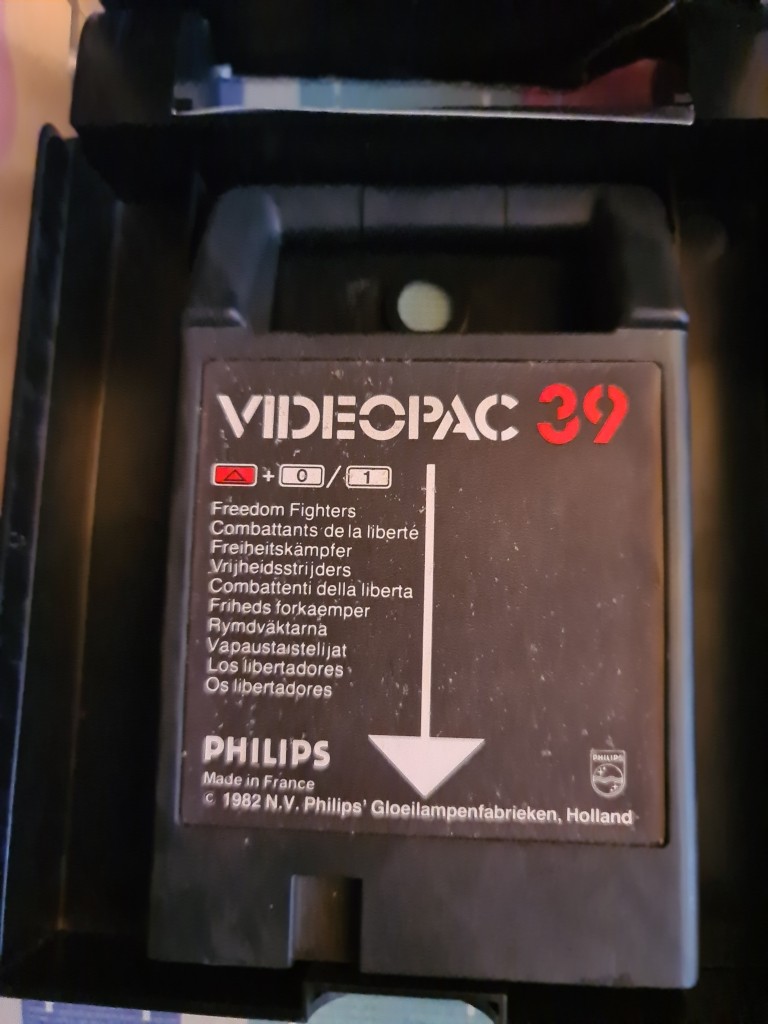 VIDEOPAC 39
+ 0 / 1
Freedom Fighters
Combattants de la liberté
Freiheitskämpfer
Vrijheidsstrijders
Combattenti della liberta
Friheds forkaemper
Rymdväktarna
Vapaustaistelijat
Los libertadores
Os libertadores
PHILIPS
PHILIPS
Made in France
© 1982 N.V. Philips' Gloeilampenfabrieken, Holland